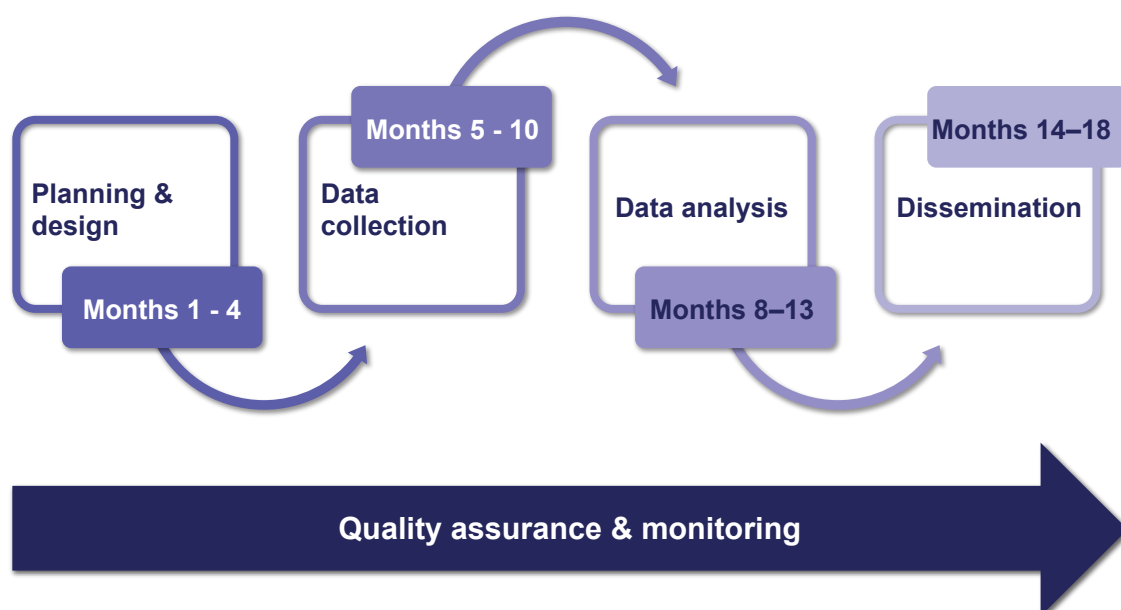 Planning &
design
Months 1 - 4
Months 5 - 10
Data
collection
Data analysis
Months 8–13
Months 14–18
Dissemination
Quality assurance & monitoring